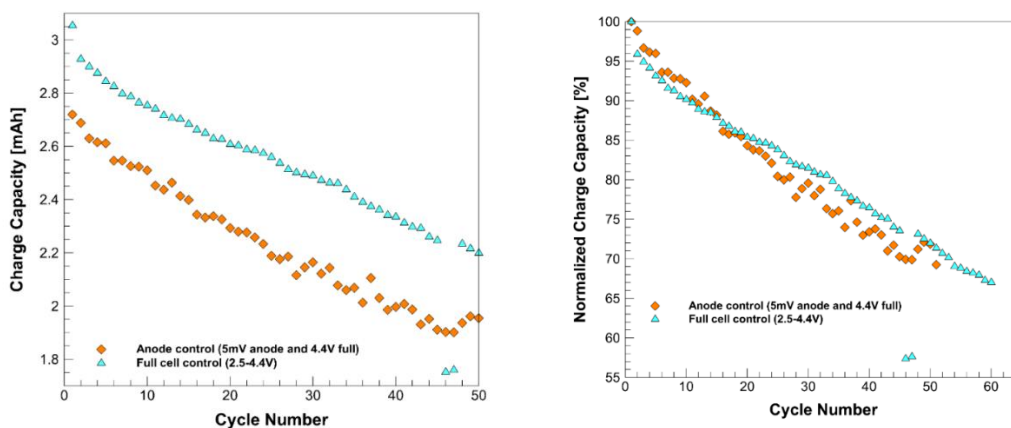 Charge Capacity [mAh]
3
2.8
2.6
2.4
2.2
2
1.8
Anode control (5mV anode and 4.4V full)
Full cell control (2.5-4.4V)
0 10 20 30 40 50
Cycle Number
Normalized Charge Capacity [%]
100
95
90
85
80
75
70
65
60
55
Anode control (5mV anode and 4.4V full)
Full cell control (2.5-4.4V)
0 10 20 30 40 50 60
Cycle Number